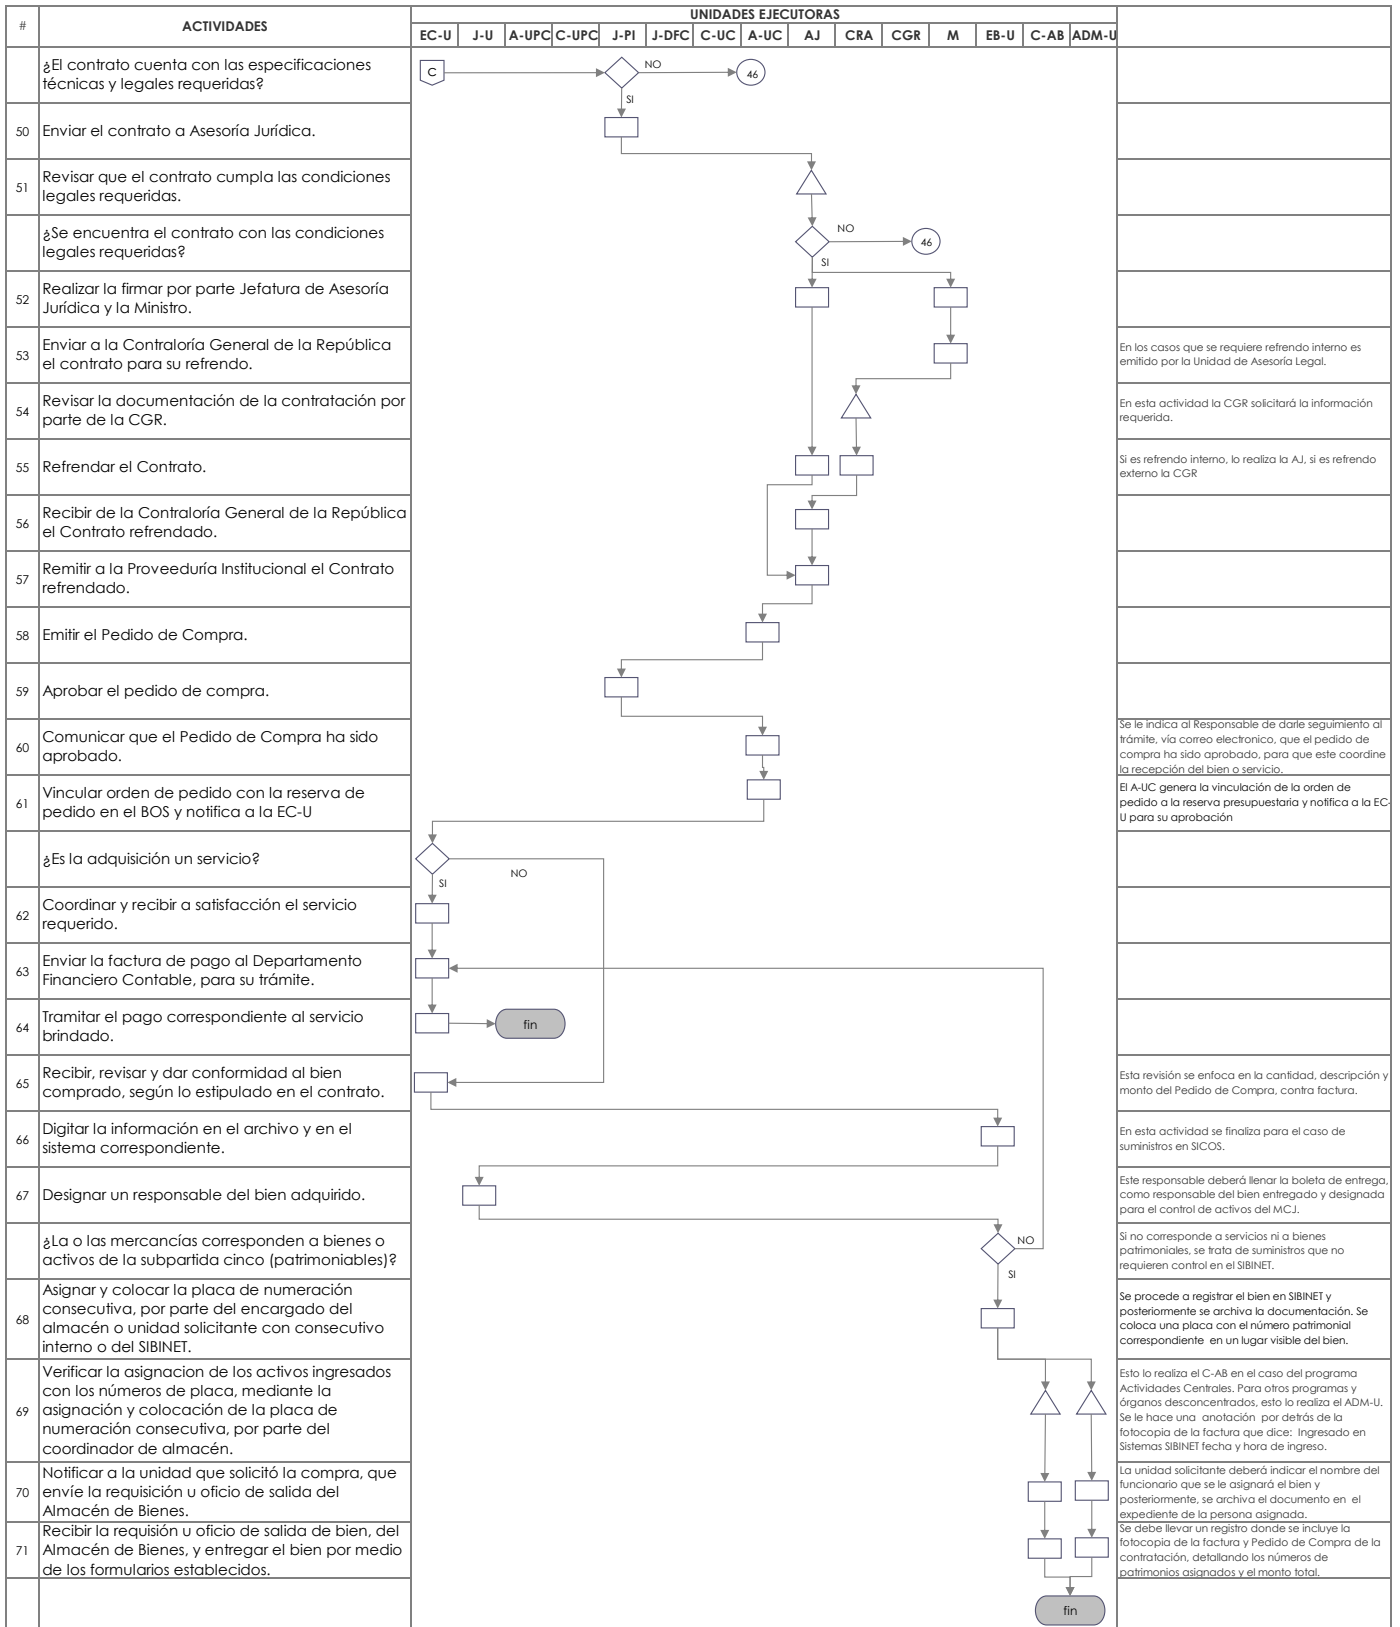 #
ACTIVIDADES
UNIDADES EJECUTORAS
EC-U J-U A-UPC C-UPC J-PI J-DFC C-UC A-UC AJ CRA CGR M EB-U C-AB ADM-U
¿El contrato cuenta con las especificaciones
técnicas y legales requeridas?
C
NO
46
SI
50 Enviar el contrato a Asesoría Jurídica.
51 Revisar que el contrato cumpla las condiciones
legales requeridas.
¿Se encuentra el contrato con las condiciones
legales requeridas?
NO
46
SI
52 Realizar la firmar por parte Jefatura de Asesoría
Jurídica y la Ministro.
53 Enviar a la Contraloría General de la República
el contrato para su refrendo.
En los casos que se requiere refrendo interno es
emitido por la Unidad de Asesoría Legal.
54 Revisar la documentación de la contratación por
parte de la CGR.
En esta actividad la CGR solicitará la información
requerida.
55 Refrendar el Contrato.
Si es refrendo interno, lo realiza la AJ, si es refrendo
externo la CGR
56 Recibir de la Contraloría General de la República
el Contrato refrendado.
57 Remitir a la Proveeduría Institucional el Contrato
refrendado.
58 Emitir el Pedido de Compra.
59 Aprobar el pedido de compra.
60 Comunicar que el Pedido de Compra ha sido
aprobado.
Se le indica al Responsable de darle seguimiento al
trámite, vía correo electronico, que el pedido de
compra ha sido aprobado, para que este coordine
la recepción del bien o servicio.
61 Vincular orden de pedido con la reserva de
pedido en el BOS y notifica a la EC-U
El A-UC genera la vinculación de la orden de
pedido a la reserva presupuestaria y notifica a la EC-
U para su aprobación
¿Es la adquisición un servicio?
NO
SI
62 Coordinar y recibir a satisfacción el servicio
requerido.
63 Enviar la factura de pago al Departamento
Financiero Contable, para su trámite.
64 Tramitar el pago correspondiente al servicio
brindado.
fin
65 Recibir, revisar y dar conformidad al bien
comprado, según lo estipulado en el contrato.
Esta revisión se enfoca en la cantidad, descripción y
monto del Pedido de Compra, contra factura.
66 Digitar la información en el archivo y en el
sistema correspondiente.
En esta actividad se finaliza para el caso de
suministros en SICOS.
67 Designar un responsable del bien adquirido.
Este responsable deberá llenar la boleta de entrega,
como responsable del bien entregado y designada
para el control de activos del MCJ.
¿La o las mercancías corresponden a bienes o
activos de la subpartida cinco (patrimoniables)?
NO
SI
Si no corresponde a servicios ni a bienes
patrimoniales, se trata de suministros que no
requieren control en el SIBINET.
68 Asignar y colocar la placa de numeración
consecutiva, por parte del encargado del
almacén o unidad solicitante con consecutivo
interno o del SIBINET.
Se procede a registrar el bien en SIBINET y
posteriormente se archiva la documentación. Se
coloca una placa con el número patrimonial
correspondiente en un lugar visible del bien.
69 Verificar la asignacion de los activos ingresados
con los números de placa, mediante la
asignación y colocación de la placa de
numeración consecutiva, por parte del
coordinador de almacén.
Esto lo realiza el C-AB en el caso del programa
Actividades Centrales. Para otros programas y
órganos desconcentrados, esto lo realiza el ADM-U.
Se le hace una anotación por detrás de la
fotocopia de la factura que dice: Ingresado en
Sistemas SIBINET fecha y hora de ingreso.
70 Notificar a la unidad que solicitó la compra, que
envíe la requisición u oficio de salida del
Almacén de Bienes.
La unidad solicitante deberá indicar el nombre del
funcionario que se le asignará el bien y
posteriormente, se archiva el documento en el
expediente de la persona asignada.
71 Recibir la requisión u oficio de salida de bien, del
Almacén de Bienes, y entregar el bien por medio
de los formularios establecidos.
Se debe llevar un registro donde se incluye la
fotocopia de la factura y Pedido de Compra de la
contratación, detallando los números de
patrimonios asignados y el monto total.
fin